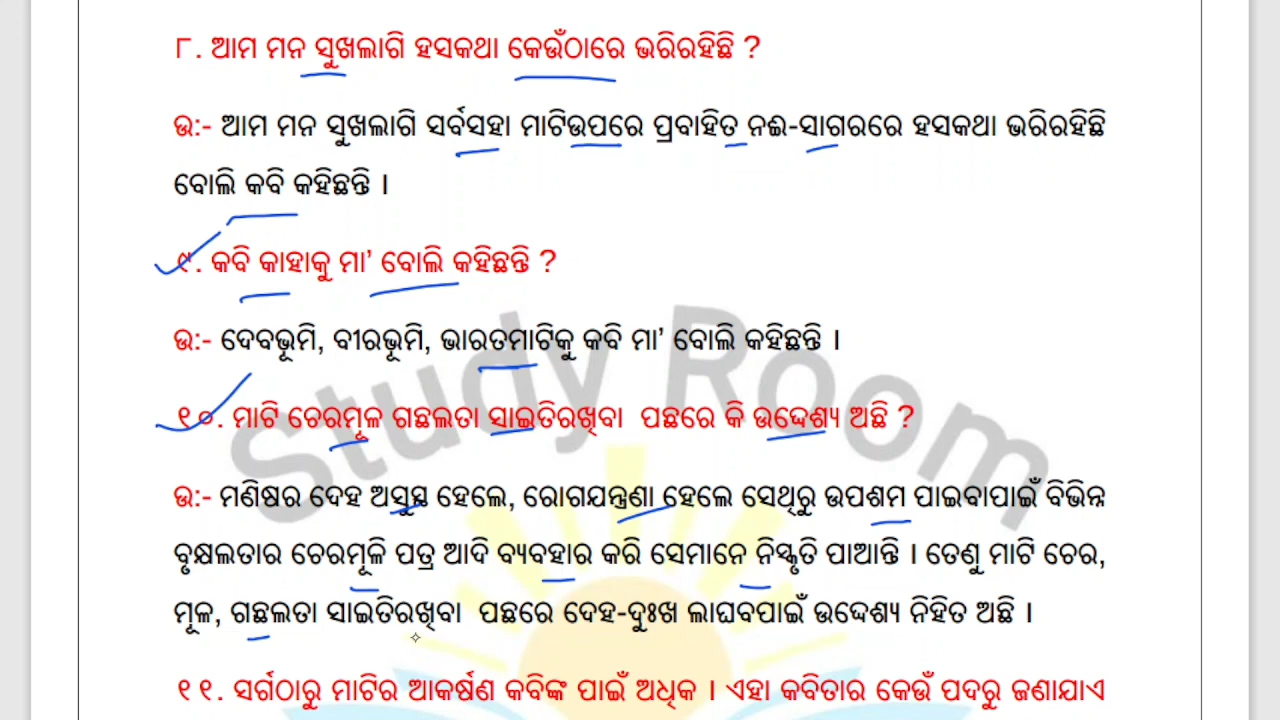 ୮. ଆମ ମନ ସୁଖଲାଗି ହସକଥା କେଉଁଠାରେ ଭରିରହିଛି ?
ଉ:- ଆମ ମନ ସୁଖଲାଗି ସର୍ବସହା ମାଟିଉପରେ ପ୍ରବାହିତ ନଈ-ସାଗରରେ ହସକଥା ଭରିରହିଛି
ବୋଲି କବି କହିଛନ୍ତି ।
୯. କବି କାହାକୁ ମା’ ବୋଲି କହିଛନ୍ତି ?
ଉ:- ଦେବଭୂମି, ବୀରଭୂମି, ଭାରତମାଟିକୁ କବି ମା’ ବୋଲି କହିଛନ୍ତି ।
୧୦. ମାଟି ଚେରମୂଳ ଗଛଲତା ସାଇତିରଖିବା ପଛରେ କି ଉଦ୍ଦେଶ୍ୟ ଅଛି ?
ଉ:- ମଣିଷର ଦେହ ଅସୁସ୍ଥ ହେଲେ, ରୋଗଯନ୍ତ୍ରଣା ହେଲେ ସେଥିରୁ ଉପଶମ ପାଇବାପାଇଁ ବିଭିନ୍ନ
ବୃକ୍ଷଲତାର ଚେରମୂଳି ପତ୍ର ଆଦି ବ୍ୟବହାର କରି ସେମାନେ ନିସ୍କୃତି ପାଆନ୍ତି । ତେଣୁ ମାଟି ଚେର,
ମୂଳ, ଗଛଲତା ସାଇତିରଖିବା ପଛରେ ଦେହ-ଦୁଃଖ ଲାଘବପାଇଁ ଉଦ୍ଦେଶ୍ୟ ନିହିତ ଅଛି ।
୧୧. ସର୍ଗଠାରୁ ମାଟିର ଆକର୍ଷଣ କବିଙ୍କ ପାଇଁ ଅଧିକ । ଏହା କବିତାର କେଉଁ ପଦରୁ ଜଣାଯାଏ
Study Room